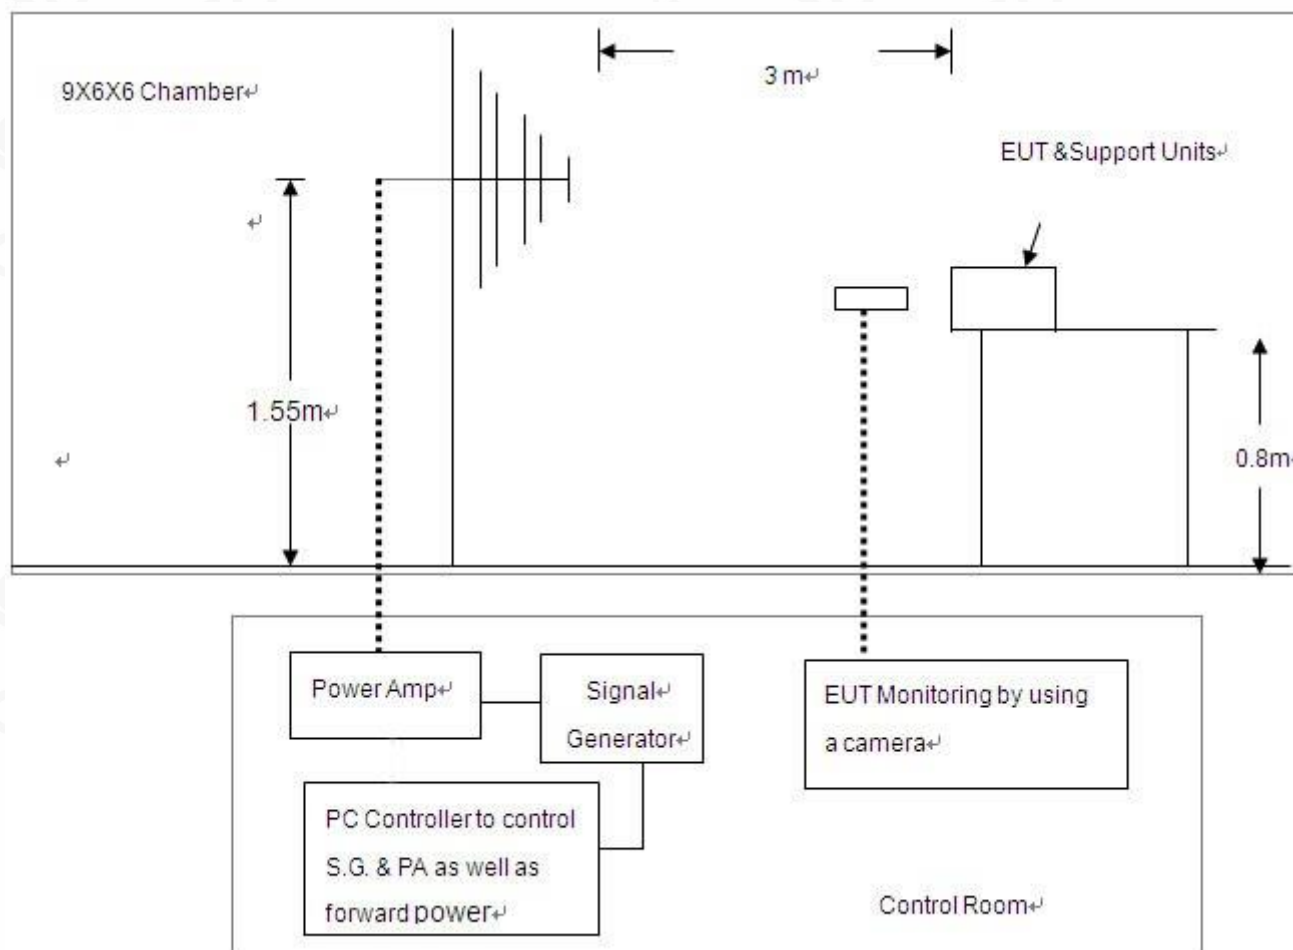 3 m↵
9X6X6 Chamber↵
EUT &Support Units↵
↵
1.55m↵
↵
0.8m↵
Power Amp↵
Signal↵
Generator↵
EUT Monitoring by using
a camera↵
PC Controller to control
S.G. & PA as well as
forward power↵
Control Room↵